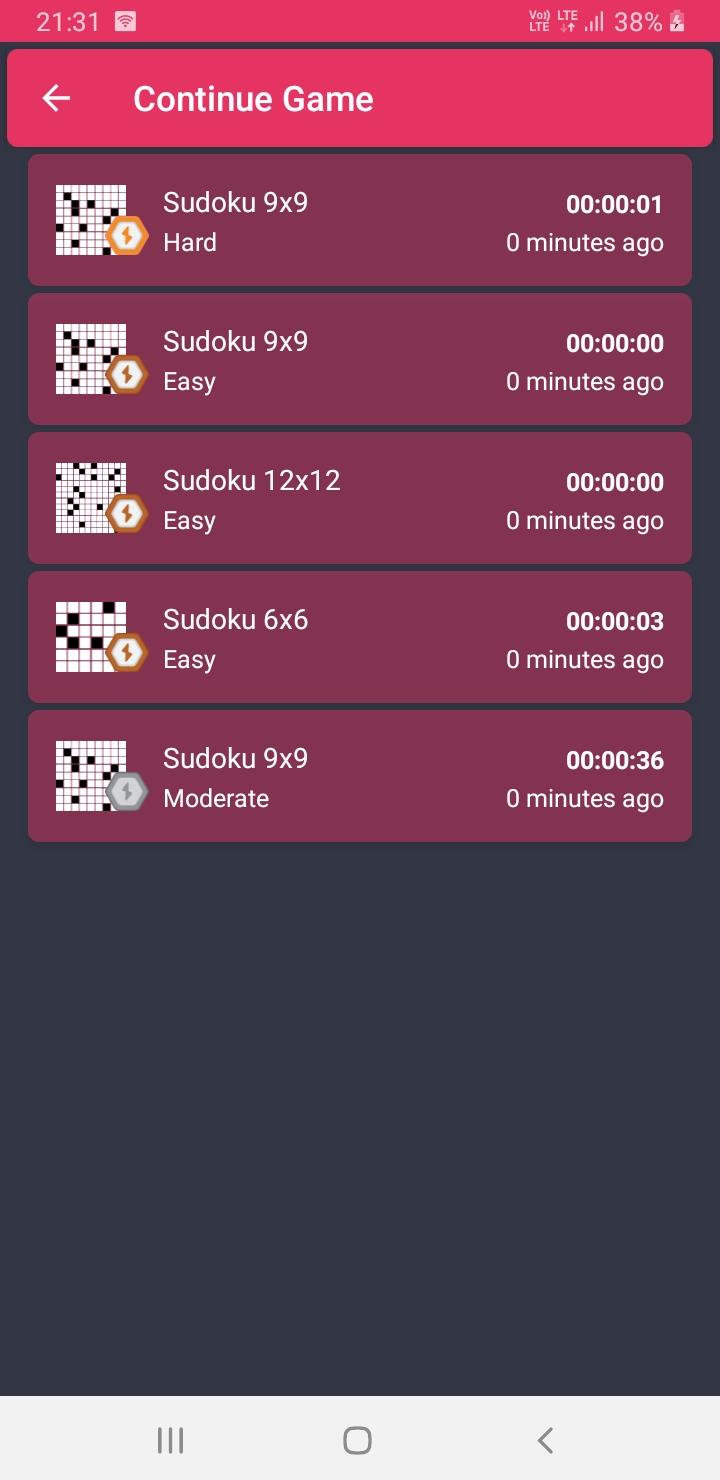 21:31 Vo)) LTE LTE 38%
Continue Game
Sudoku 9x9 00:00:01
Hard 0 minutes ago
Sudoku 9x9 00:00:00
Easy 0 minutes ago
Sudoku 12x12 00:00:00
Easy 0 minutes ago
Sudoku 6x6 00:00:03
Easy 0 minutes ago
Sudoku 9x9 00:00:36
Moderate 0 minutes ago